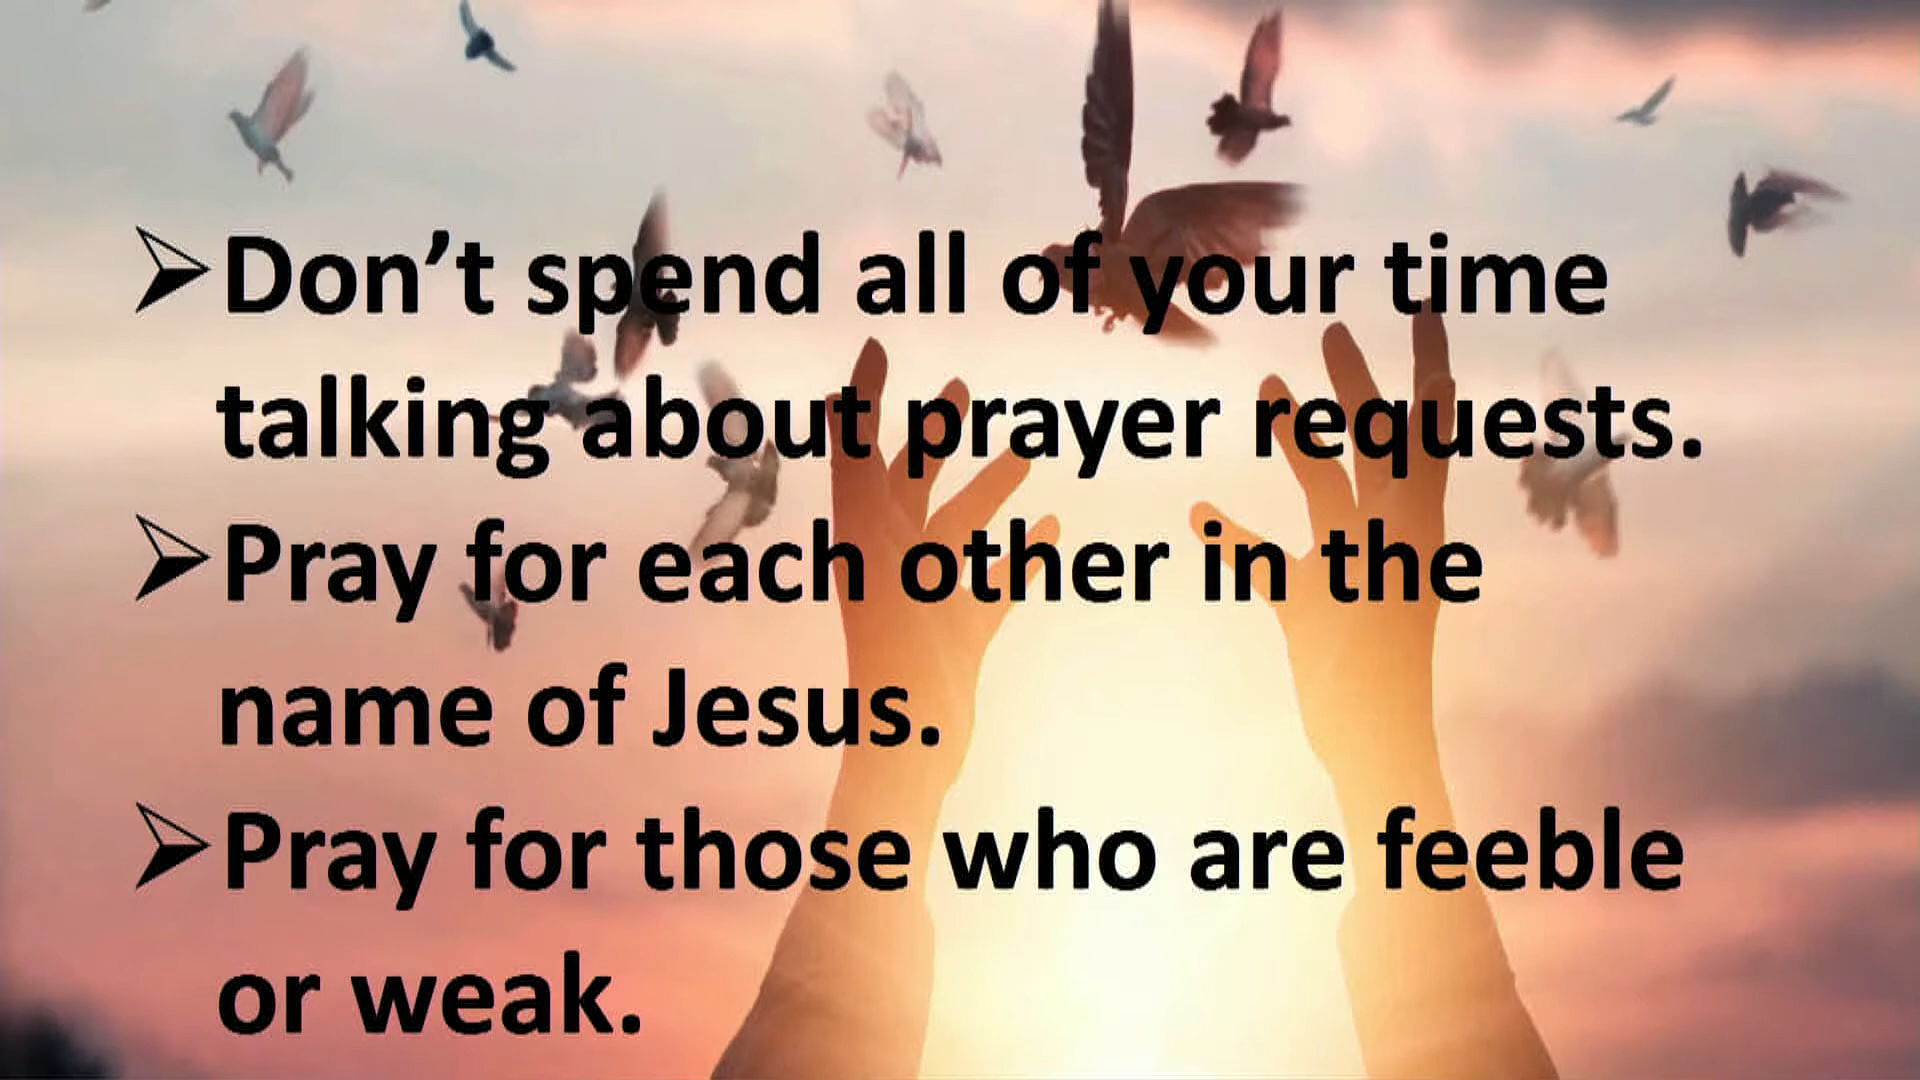 ➢Don’t spend all of your time
talking about prayer requests.
➢Pray for each other in the
name of Jesus.
➢Pray for those who are feeble
or weak.